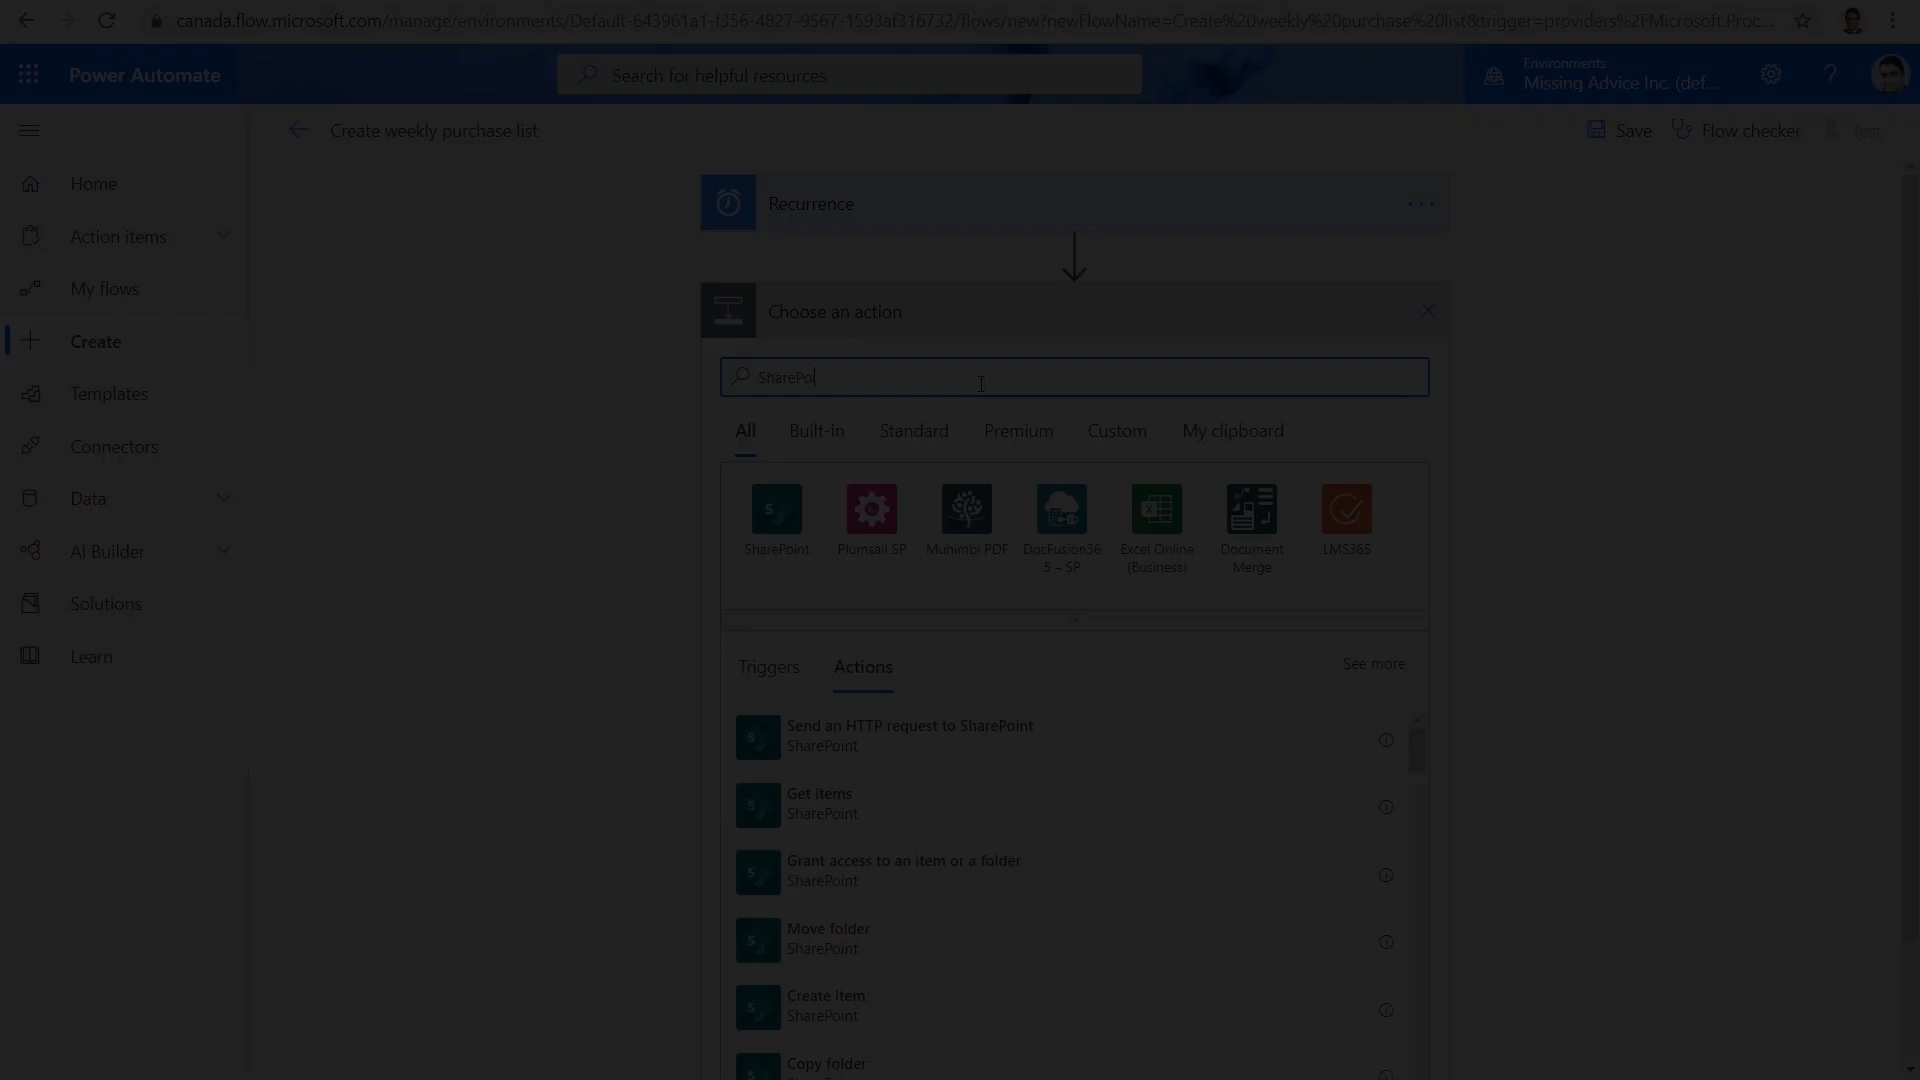 canada.flow.microsoft.com/manage/environments/Default-643961a1-f356-4827-9567-1593af316732/flows/new?newFlowName=Create%20weekly%20purchase%20list&trigger=providers%2FMicrosoft.Proc...
Power Automate
Search for helpful resources
Environments
Missing Advice Inc. (def...
?
Create weekly purchase list
Save
Flow checker
Test
Home
Action items
My flows
Create
Templates
Connectors
Data
AI Builder
Solutions
Learn
Recurrence
Choose an action
SharePoi
All
Built-in
Standard
Premium
Custom
My clipboard
SharePoint
Plumsail SP
Muhimbi PDF
DocFusion36
5 – SP
Excel Online
(Business)
Document
Merge
LMS365
Triggers
Actions
See more
Send an HTTP request to SharePoint
SharePoint
Get items
SharePoint
Grant access to an item or a folder
SharePoint
Move folder
SharePoint
Create item
SharePoint
Copy folder